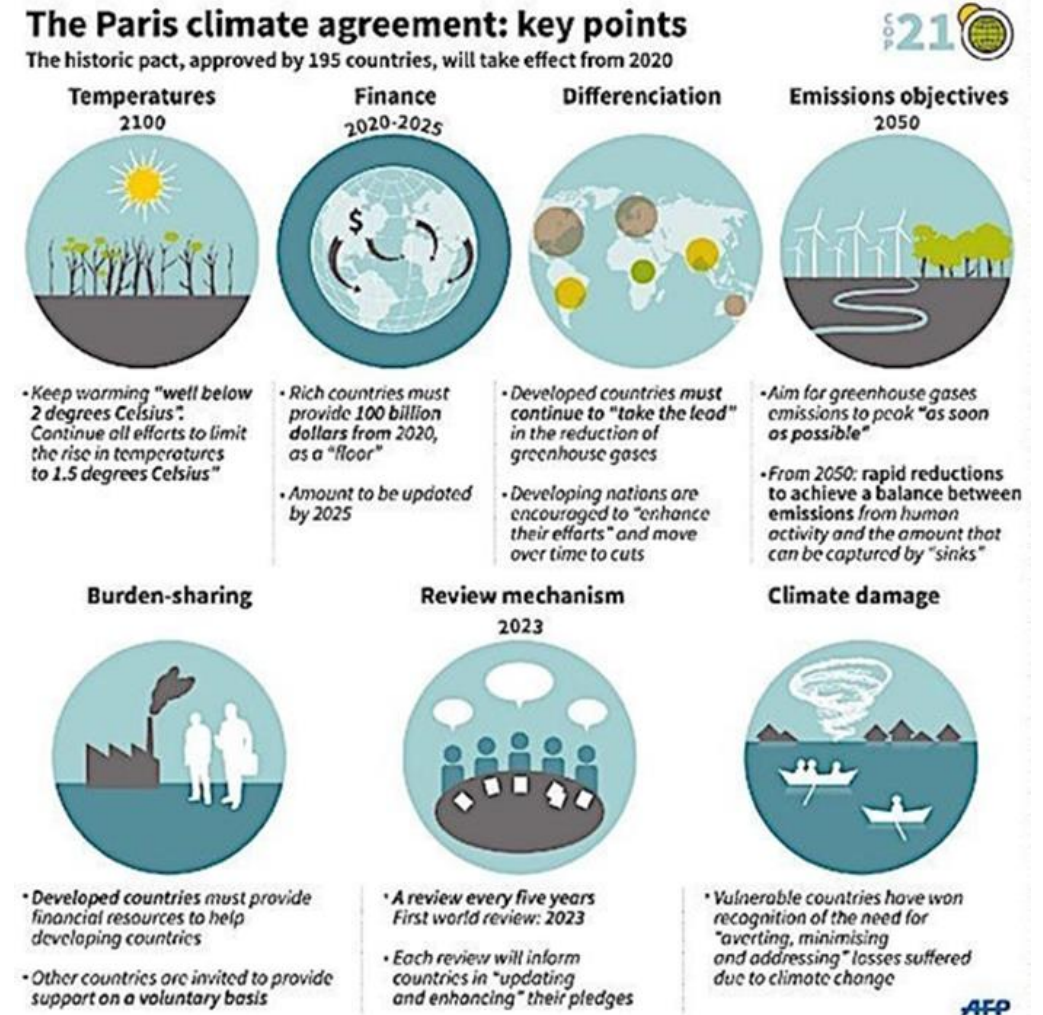 The Paris climate agreement: key points
COP 21
The historic pact, approved by 195 countries, will take effect from 2020
Temperatures
2100
• Keep warming "well below
2 degrees Celsius".
Continue all efforts to limit
the rise in temperatures
to 1.5 degrees Celsius"
Finance
2020-2025
$
• Rich countries must
provide 100 billion
dollars from 2020,
as a "floor"
• Amount to be updated
by 2025
Differenciation
• Developed countries must
continue to "take the lead"
in the reduction of
greenhouse gases
• Developing nations are
encouraged to "enhance
their efforts" and move
over time to cuts
Emissions objectives
2050
• Aim for greenhouse gases
emissions to peak "as soon
as possible"
• From 2050: rapid reductions
to achieve a balance between
emissions from human
activity and the amount that
can be captured by "sinks"
Burden-sharing
• Developed countries must provide
financial resources to help
developing countries
• Other countries are invited to provide
support on a voluntary basis
Review mechanism
2023
• A review every five years
First world review: 2023
• Each review will inform
countries in "updating
and enhancing" their pledges
Climate damage
• Vulnerable countries have won
recognition of the need for
"averting, minimising
and addressing" losses suffered
due to climate change
AFP